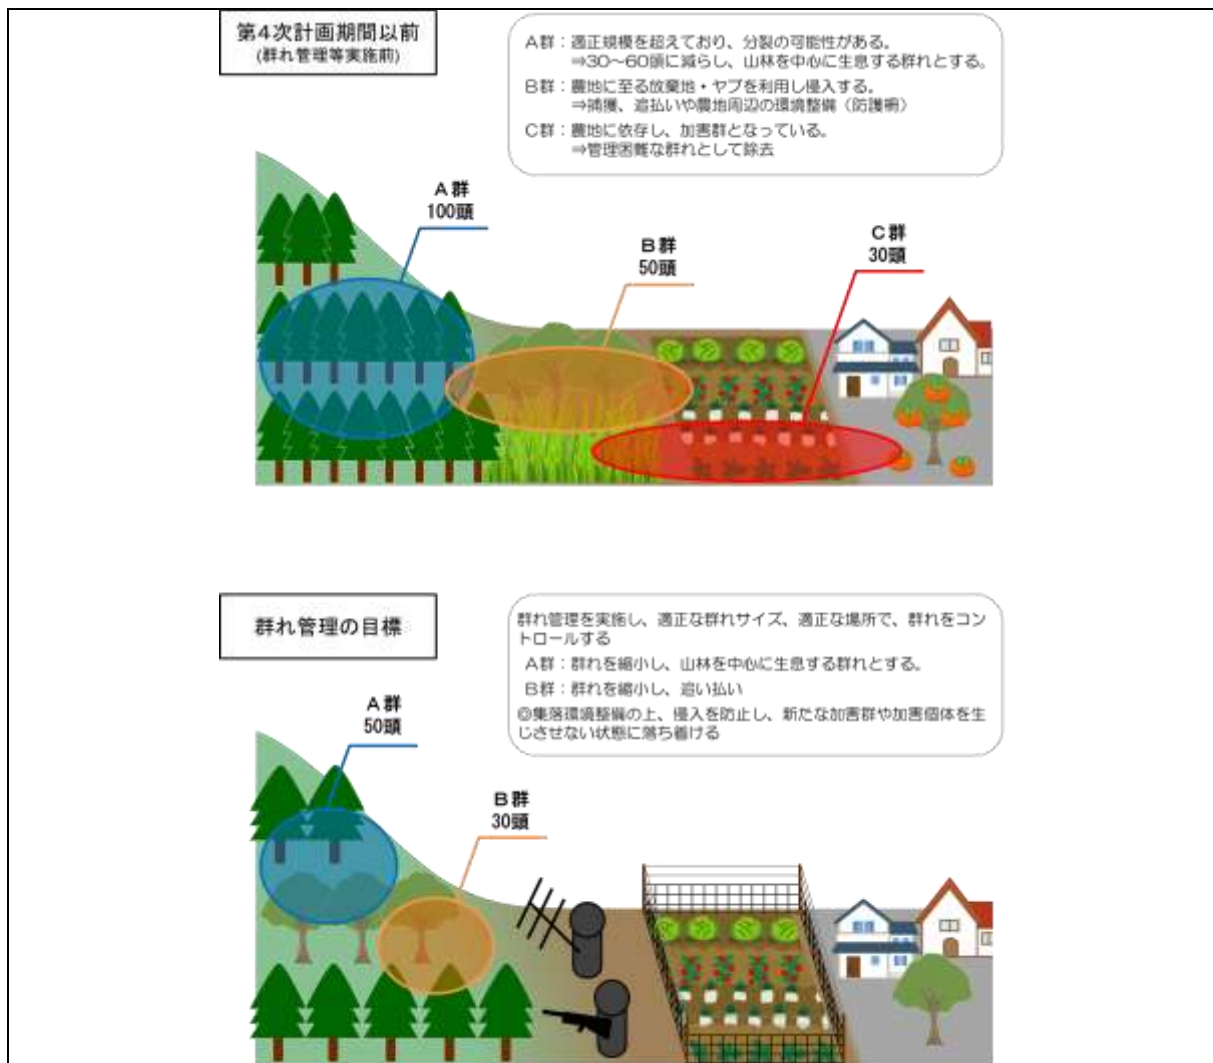 第4次計画期間以前
(群れ管理等実施前)
A群：適正規模を超えており、分裂の可能性がある。
⇒30～60頭に減らし、山林を中心に生息する群れとする。
B群：農地に至る放棄地・ヤブを利用し侵入する。
⇒捕獲、追払いや農地周辺の環境整備（防護柵）
C群：農地に依存し、加害群となっている。
⇒管理困難な群れとして除去
A群
100頭
B群
50頭
C群
30頭
群れ管理の目標
群れ管理を実施し、適正な群れサイズ、適正な場所で、群れをコン
トロールする
A群：群れを縮小し、山林を中心に生息する群れとする。
B群：群れを縮小し、追い払い
◎集落環境整備の上、侵入を防止し、新たな加害群や加害個体を生
じさせない状態に落ち着ける
A群
50頭
B群
30頭